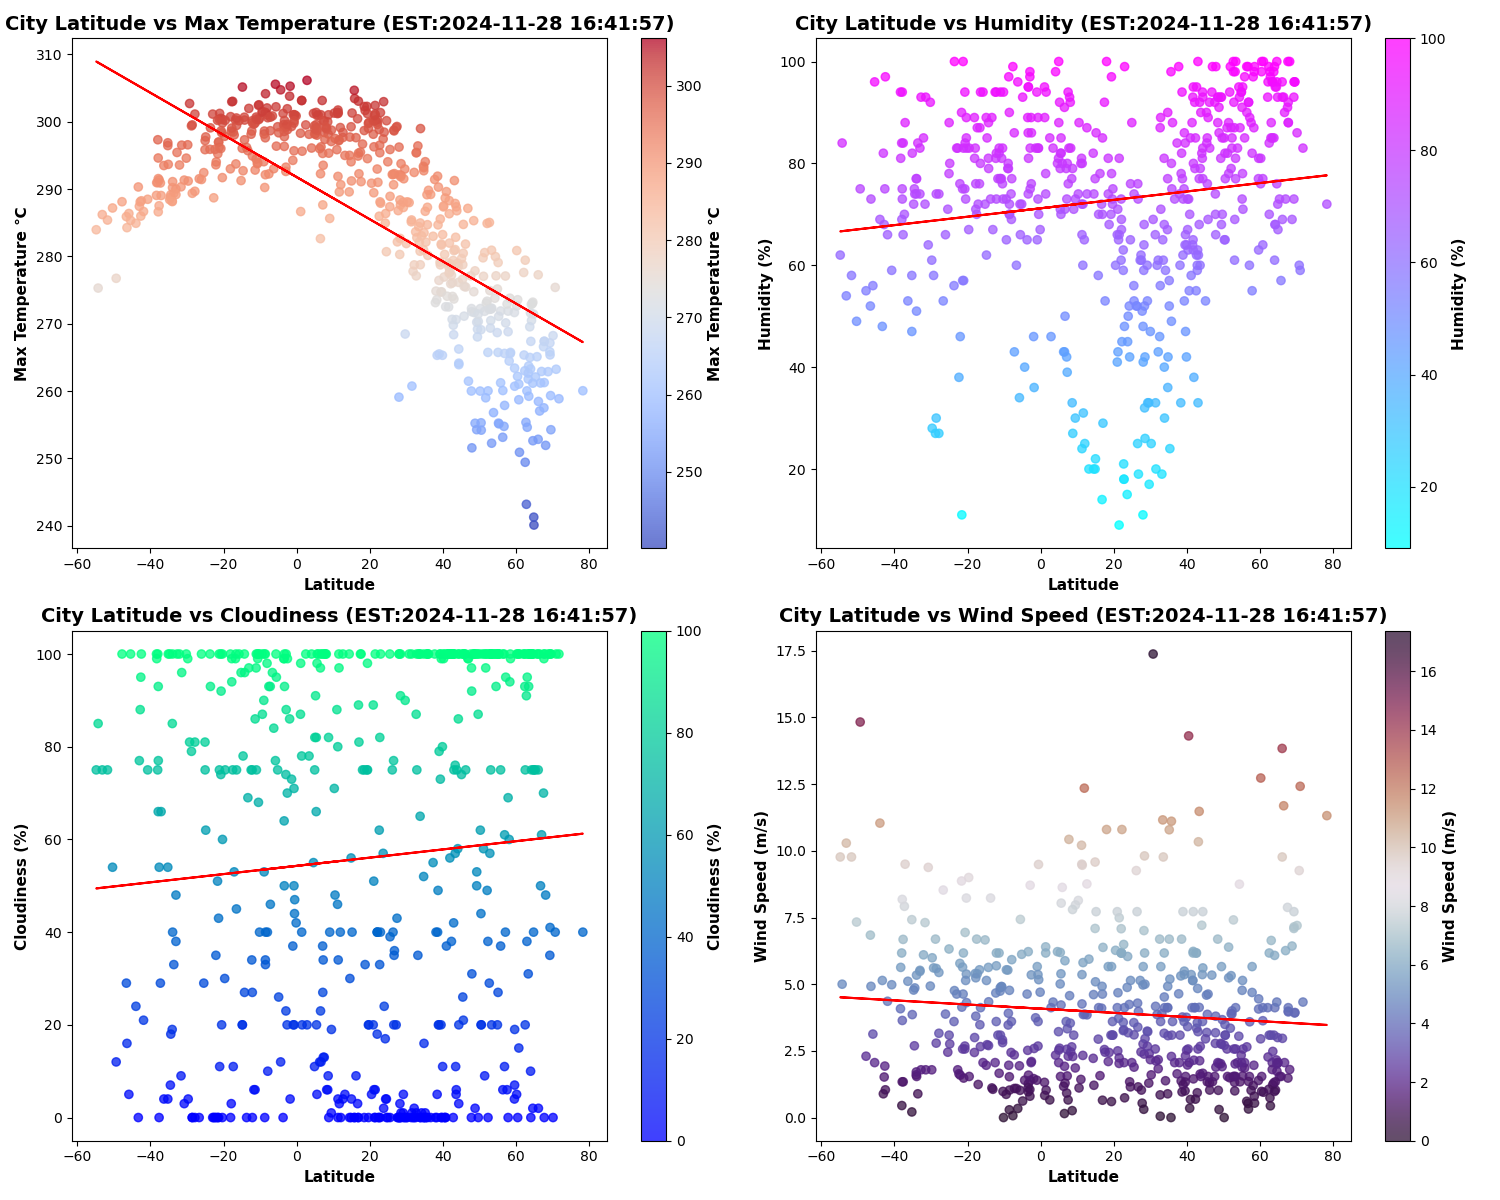 City Latitude vs Max Temperature (EST:2024-11-28 16:41:57)
310
300
290
280
270
260
250
240
Max Temperature °C
−60 −40 −20 0 20 40 60 80
Latitude
300
290
280
270
260
250
Max Temperature °C
City Latitude vs Humidity (EST:2024-11-28 16:41:57)
100
80
60
40
20
Humidity (%)
−60 −40 −20 0 20 40 60 80
Latitude
100
80
60
40
20
Humidity (%)
City Latitude vs Cloudiness (EST:2024-11-28 16:41:57)
100
80
60
40
20
0
Cloudiness (%)
−60 −40 −20 0 20 40 60 80
Latitude
100
80
60
40
20
0
Cloudiness (%)
City Latitude vs Wind Speed (EST:2024-11-28 16:41:57)
17.5
15.0
12.5
10.0
7.5
5.0
2.5
0.0
Wind Speed (m/s)
−60 −40 −20 0 20 40 60 80
Latitude
16
14
12
10
8
6
4
2
0
Wind Speed (m/s)